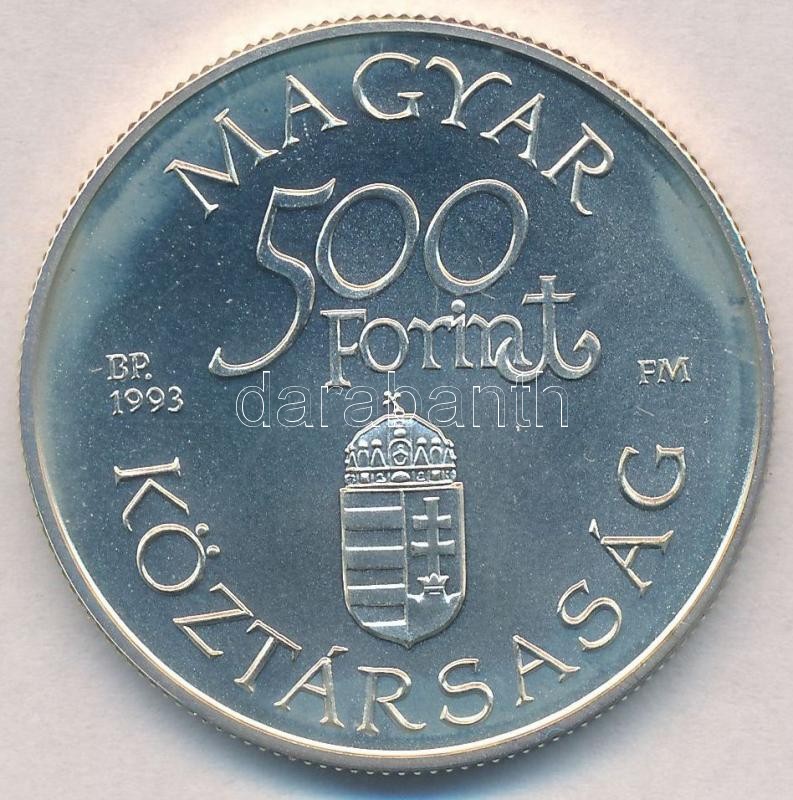 MAGYAR
500
Forint
BP.
1993
FM
darabanth
KÖZTÁRSASÁG